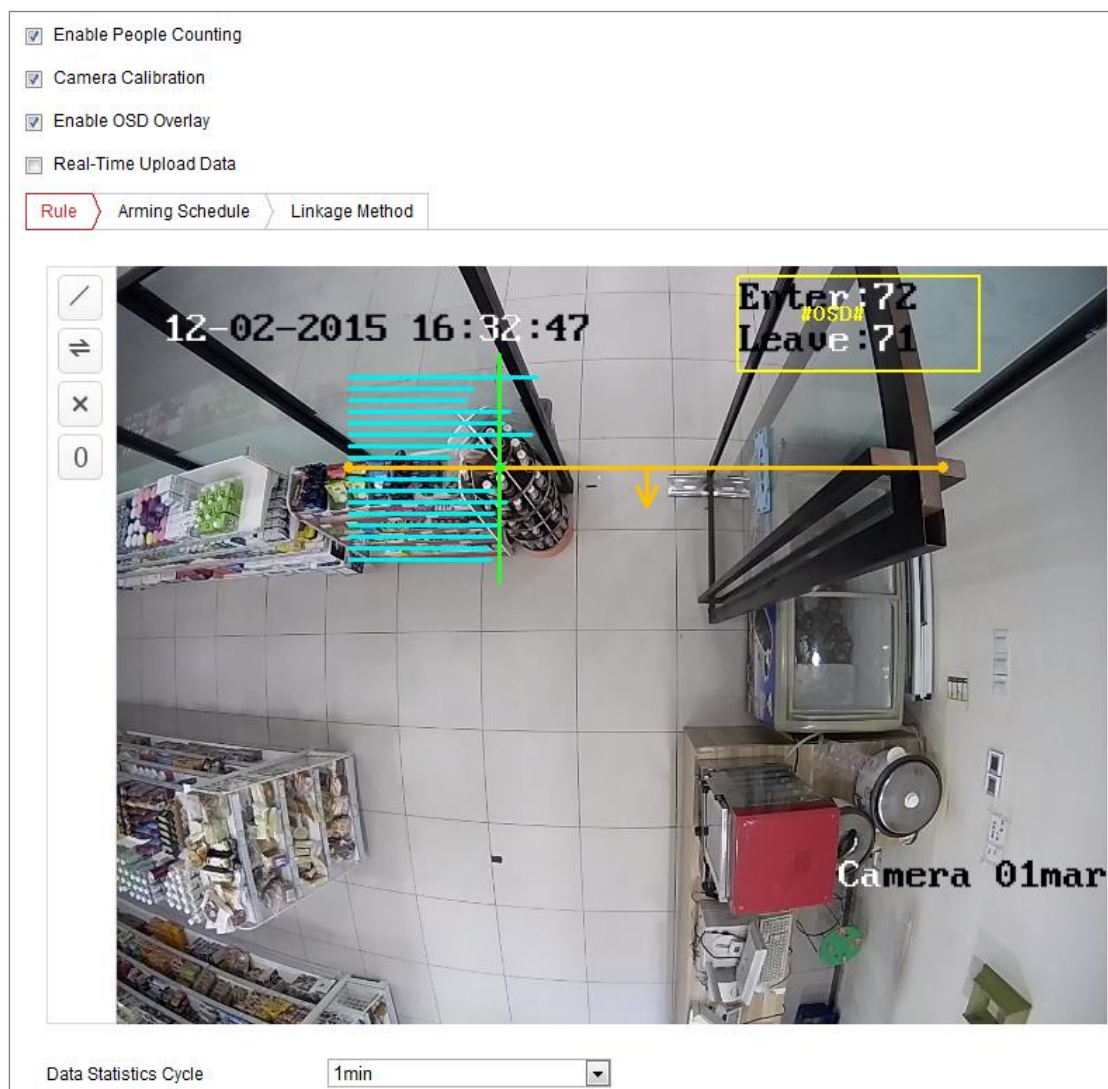 Enable People Counting
Camera Calibration
Enable OSD Overlay
Real-Time Upload Data
Rule Arming Schedule Linkage Method
12-02-2015 16:32:47
Enter:72
#OSD#
Leave:71
0
Camera 01mar
Data Statistics Cycle 1min